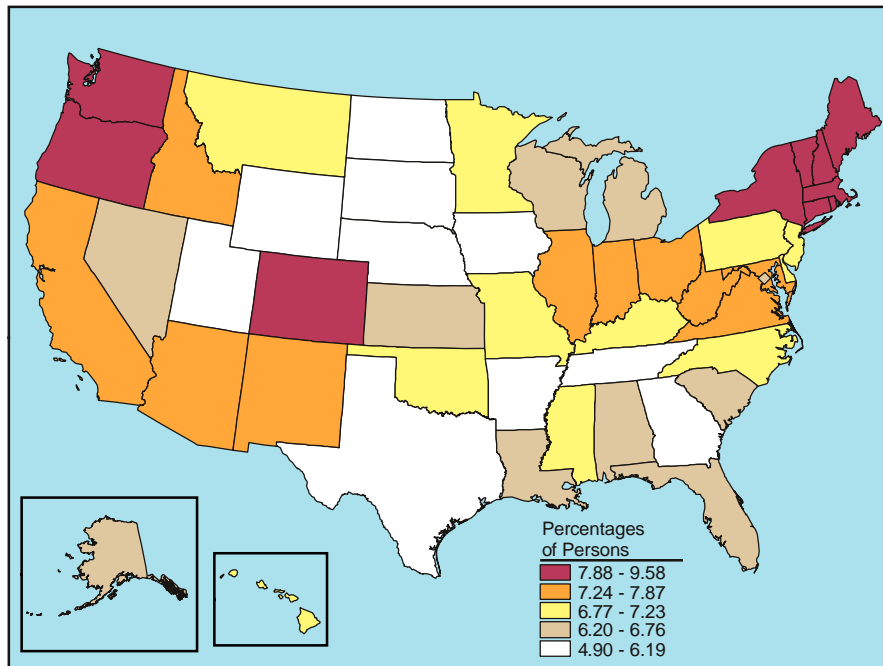 Percentages
of Persons
7.88 - 9.58
7.24 - 7.87
6.77 - 7.23
6.20 - 6.76
4.90 - 6.19